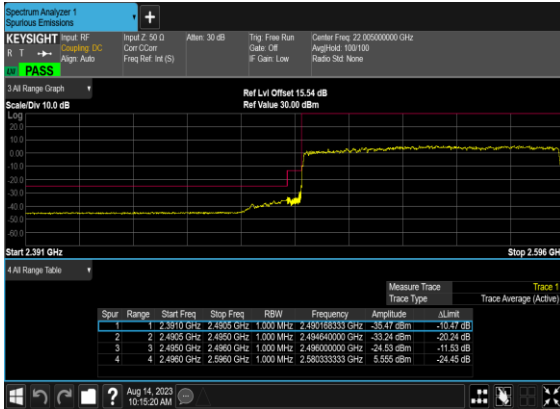 Spectrum Analyzer 1
Spurious Emissions
+
KEYSIGHT Input: RF Input Z: 50 Ω Atten: 30 dB Trig: Free Run Center Freq: 22.005000000 GHz
R T Coupling: DC Corr CCorr Gate: Off Avg|Hold: 100/100
Align: Auto Freq Ref: Int (S) IF Gain: Low Radio Std: None
PASS
3 All Range Graph
Ref Lvl Offset 15.54 dB
Scale/Div 10.0 dB Ref Value 30.00 dBm
Log
20.0
10.0
0.00
-10.0
-20.0
-30.0
-40.0
-50.0
-60.0
Start 2.391 GHz Stop 2.596 GH
4 All Range Table
Measure Trace Trace 1
Trace Type Trace Average (Active)
Spur Range Start Freq Stop Freq RBW Frequency Amplitude ΔLimit
1 1 2.3910 GHz 2.4905 GHz 1.000 MHz 2.490168333 GHz -35.47 dBm -10.47 dB
2 2 2.4905 GHz 2.4950 GHz 1.000 MHz 2.494640000 GHz -33.24 dBm -20.24 dB
3 3 2.4950 GHz 2.4960 GHz 1.000 MHz 2.496000000 GHz -24.53 dBm -11.53 dB
4 4 2.4960 GHz 2.5960 GHz 1.000 MHz 2.580333333 GHz 5.555 dBm -24.45 dB
?
Aug 14, 2023
10:15:20 AM